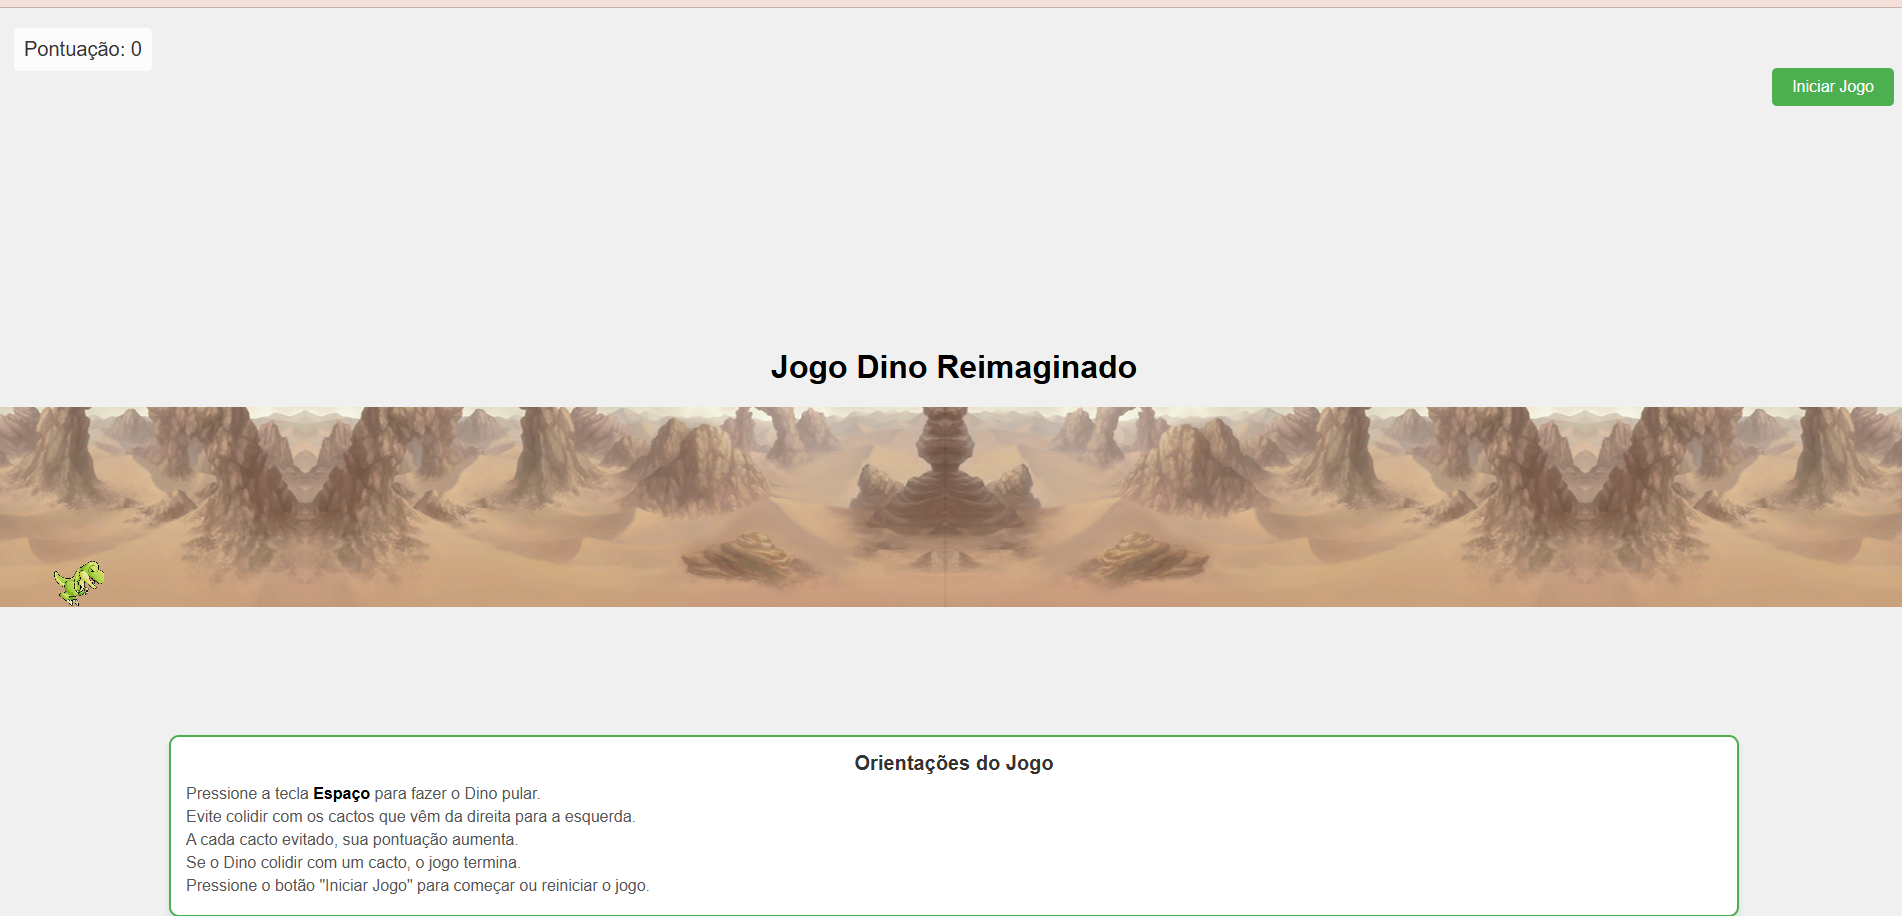 Pontuação: 0
Iniciar Jogo
Jogo Dino Reimaginado
Orientações do Jogo
Pressione a tecla Espaço para fazer o Dino pular.
Evite colidir com os cactos que vêm da direita para a esquerda.
A cada cacto evitado, sua pontuação aumenta.
Se o Dino colidir com um cacto, o jogo termina.
Pressione o botão "Iniciar Jogo" para começar ou reiniciar o jogo.